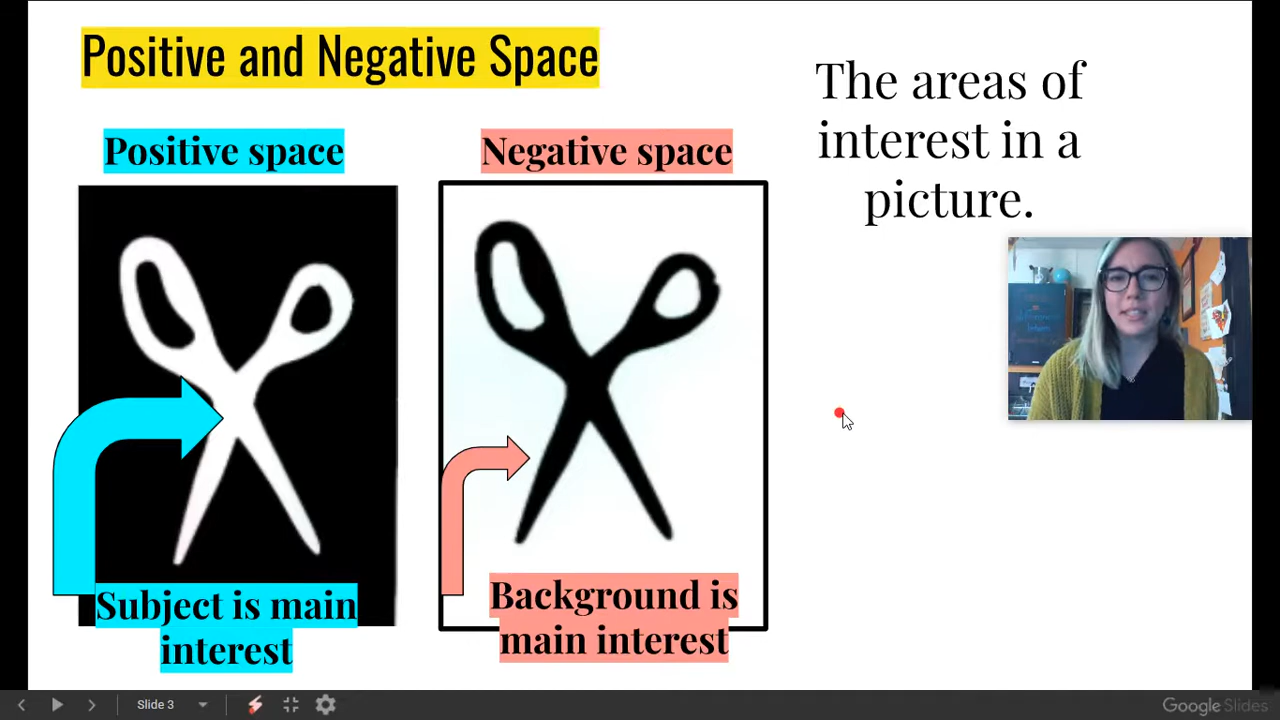 Positive and Negative Space
Positive space
Negative space
The areas of
interest in a
picture.
Subject is main
interest
Background is
main interest
Slide 3
Google Slides